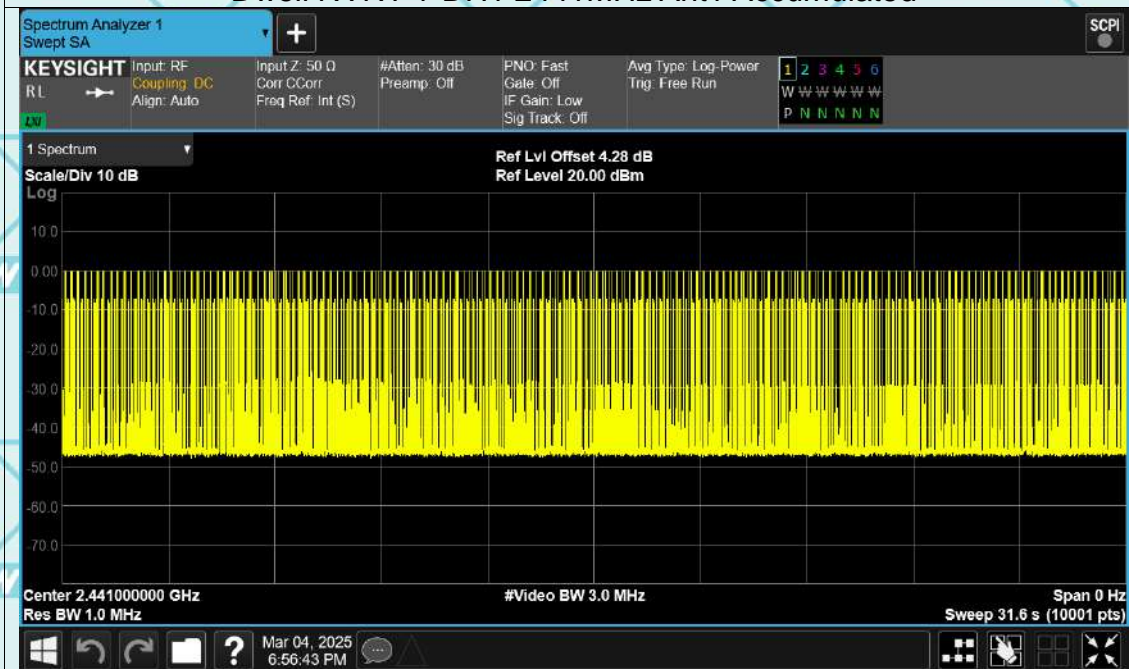 Spectrum Analyzer 1
Swept SA
+
SCPI
KEYSIGHT
RL
LXI
Input: RF
Coupling: DC
Align: Auto
Input Z: 50 Ω
Corr CCorr
Freq Ref: Int (S)
#Atten: 30 dB
Preamp: Off
PNO: Fast
Gate: Off
IF Gain: Low
Sig Track: Off
Avg Type: Log-Power
Trig: Free Run
1 2 3 4 5 6
W W W W W W
P N N N N N
1 Spectrum
Scale/Div 10 dB
Ref Lvl Offset 4.28 dB
Ref Level 20.00 dBm
Log
10.0
0.00
-10.0
-20.0
-30.0
-40.0
-50.0
-60.0
-70.0
Center 2.441000000 GHz
#Video BW 3.0 MHz
Span 0 Hz
Res BW 1.0 MHz
Sweep 31.6 s (10001 pts)
?
Mar 04, 2025
6:56:43 PM